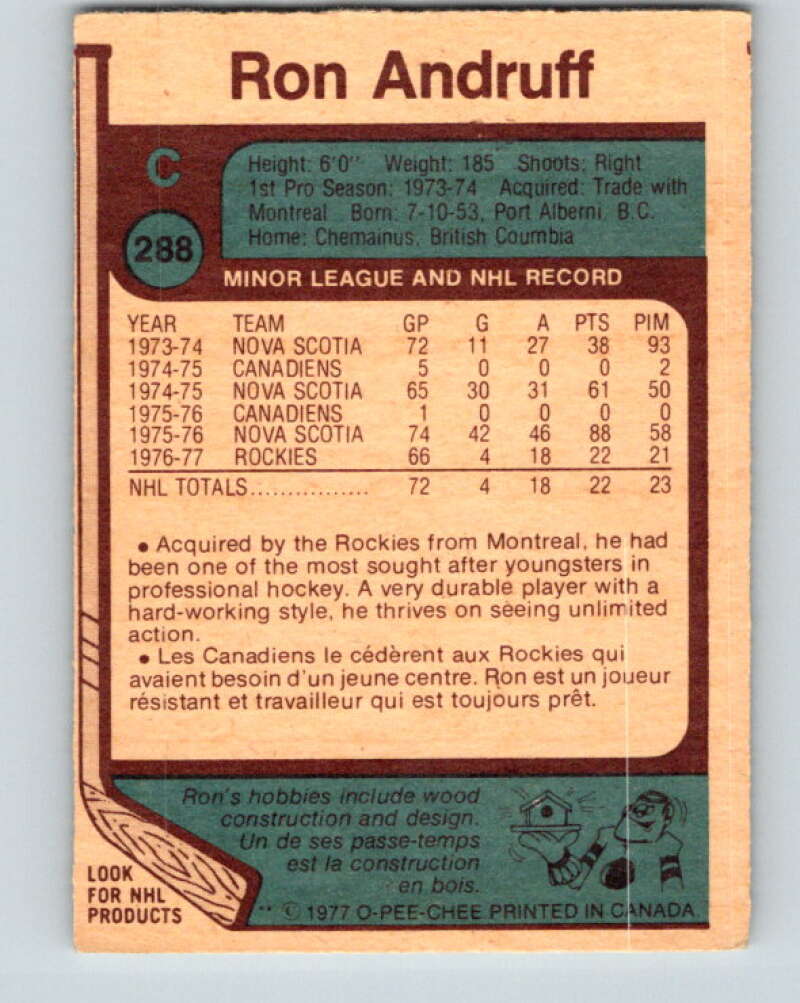 Ron Andruff
C
Height: 6'0'' Weight: 185 Shoots: Right
1st Pro Season: 1973-74 Acquired: Trade with
Montreal Born: 7-10-53, Port Alberni, B.C.
Home: Chemainus, British Coumbia
288
MINOR LEAGUE AND NHL RECORD
YEAR TEAM GP G A PTS PIM
1973-74 NOVA SCOTIA 72 11 27 38 93
1974-75 CANADIENS 5 0 0 0 2
1974-75 NOVA SCOTIA 65 30 31 61 50
1975-76 CANADIENS 1 0 0 0 0
1975-76 NOVA SCOTIA 74 42 46 88 58
1976-77 ROCKIES 66 4 18 22 21
NHL TOTALS................ 72 4 18 22 23
• Acquired by the Rockies from Montreal, he had
been one of the most sought after youngsters in
professional hockey. A very durable player with a
hard-working style, he thrives on seeing unlimited
action.
• Les Canadiens le cédèrent aux Rockies qui
avaient besoin d'un jeune centre. Ron est un joueur
résistant et travailleur qui est toujours prêt.
Ron's hobbies include wood
construction and design.
Un de ses passe-temps
est la construction
en bois.
LOOK
FOR NHL
PRODUCTS
** © 1977 O-PEE-CHEE PRINTED IN CANADA